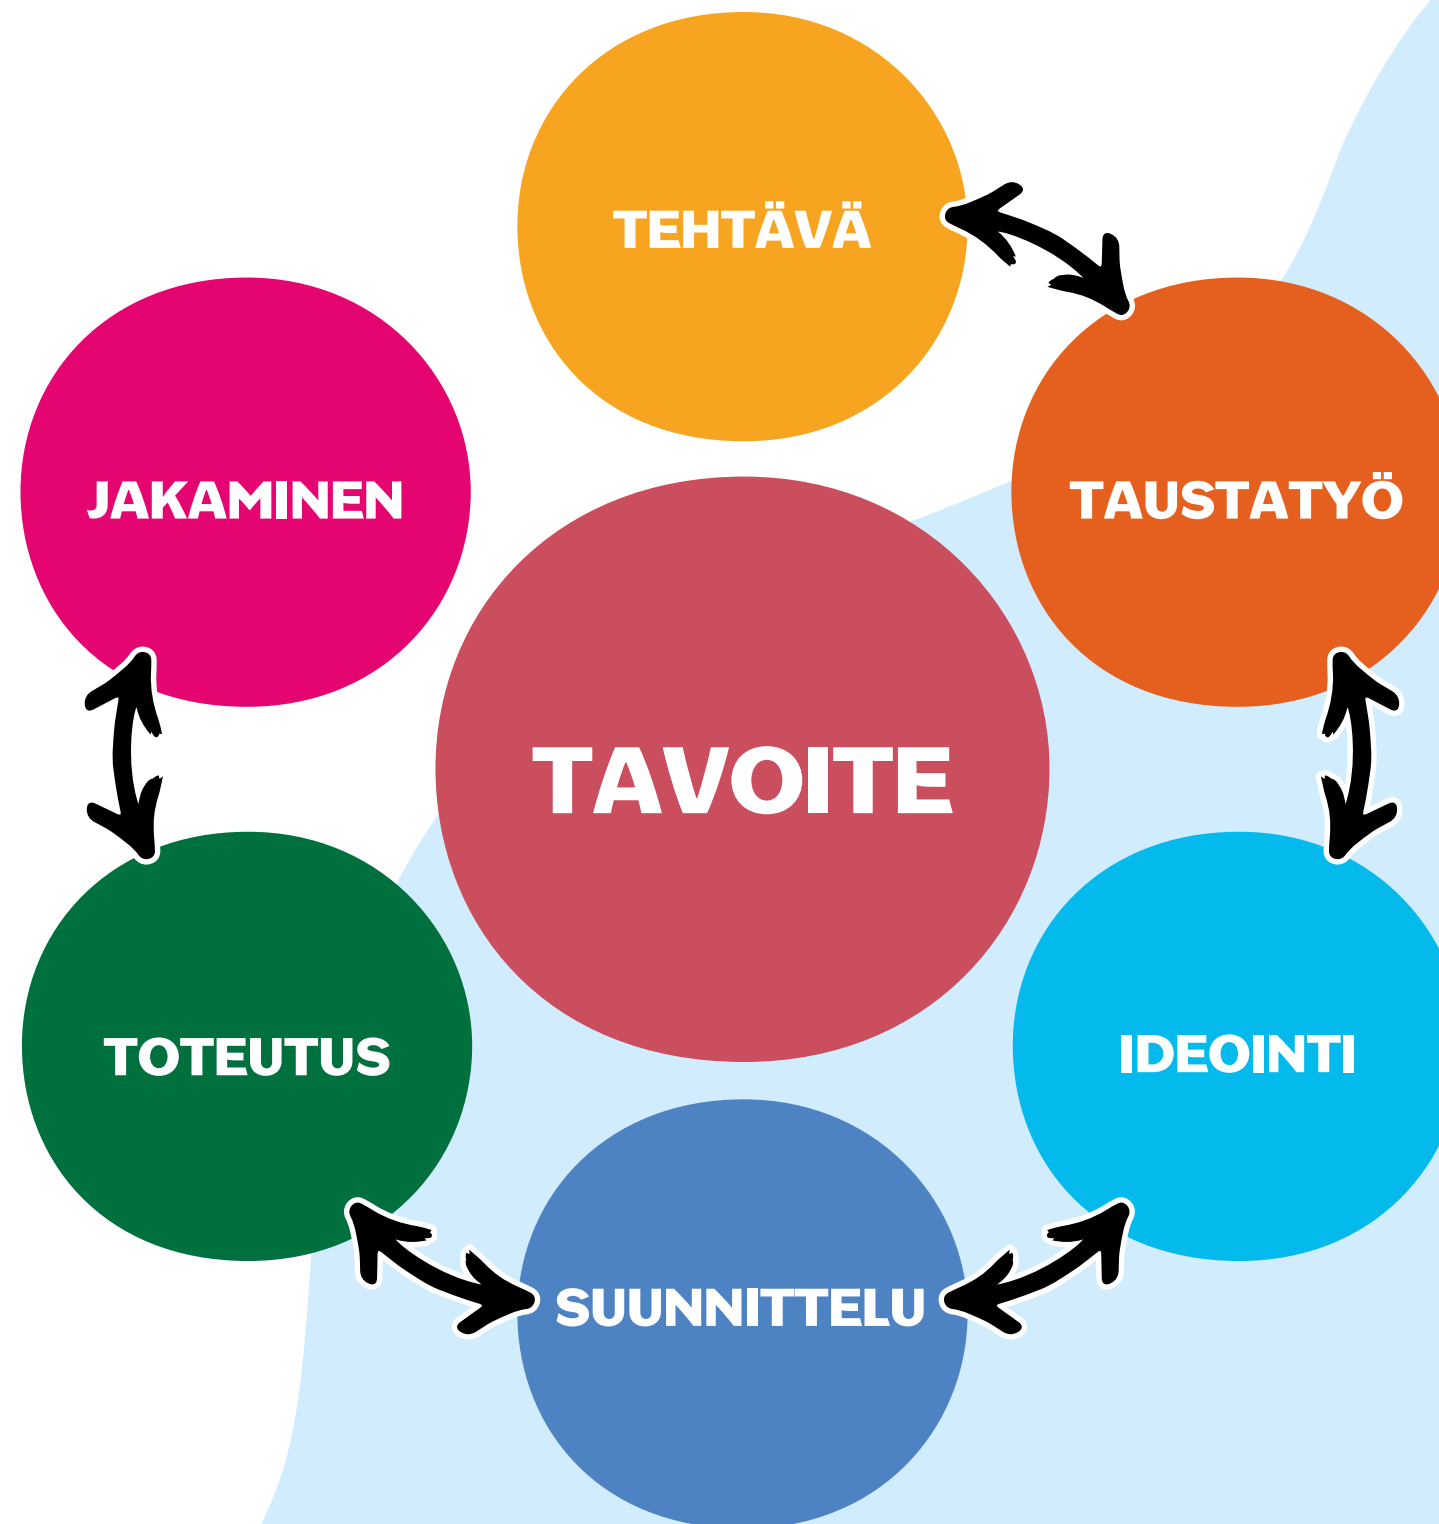 TEHTÄVÄ
JAKAMINEN
TAUSTATYÖ
TAVOITE
TOTEUTUS
IDEOINTI
SUUNNITTELU